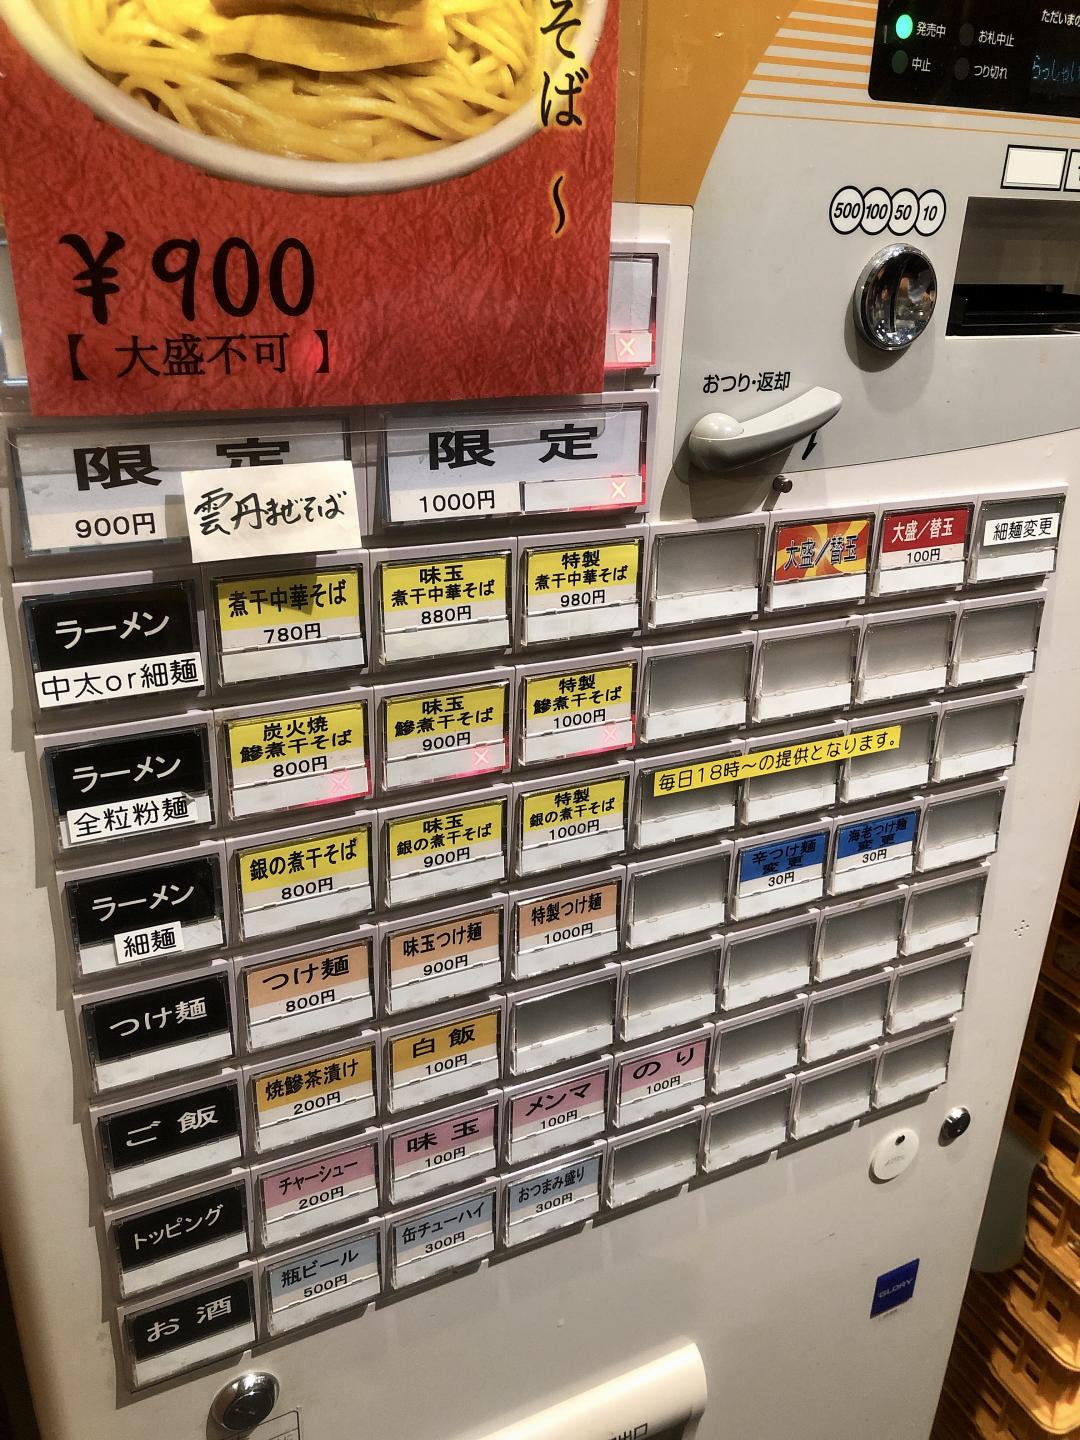 そば～
¥900
【大盛不可】
発売中
お札中止
中止
つり切れ
ただいまの
らっしゃい
500 100 50 10
おつり・返却
限定
900円
雲丹まぜそば
限定
1000円
ラーメン
中太or細麺
煮干中華そば
780円
味玉
煮干中華そば
880円
特製
煮干中華そば
980円
大盛/替玉
大盛/替玉
100円
細麺変更
ラーメン
全粒粉麺
炭火焼
鯵煮干そば
800円
味玉
鯵煮干そば
900円
特製
鯵煮干そば
1000円
毎日18時～の提供となります。
ラーメン
細麺
銀の煮干そば
800円
味玉
銀の煮干そば
900円
特製
銀の煮干そば
1000円
辛つけ麺
変更
30円
海老つけ麺
変更
30円
つけ麺
つけ麺
800円
味玉つけ麺
900円
特製つけ麺
1000円
ご飯
焼鯵茶漬け
200円
白飯
100円
トッピング
チャーシュー
200円
味玉
100円
メンマ
100円
のり
100円
お酒
瓶ビール
500円
缶チューハイ
300円
おつまみ盛り
300円
GLORY